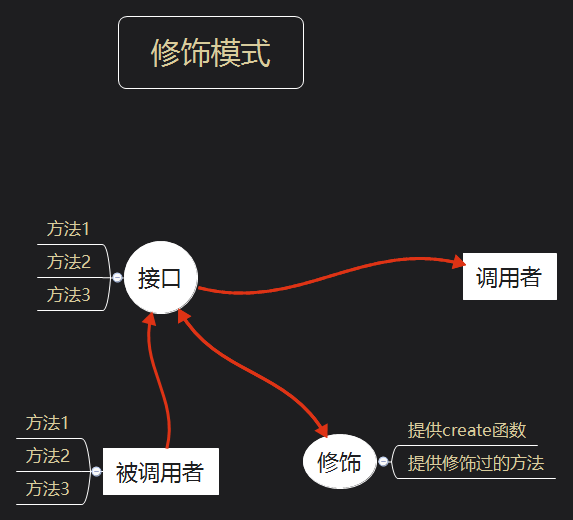 修饰模式
方法1
方法2
方法3
接口
调用者
方法1
方法2
方法3
被调用者
修饰
提供create函数
提供修饰过的方法